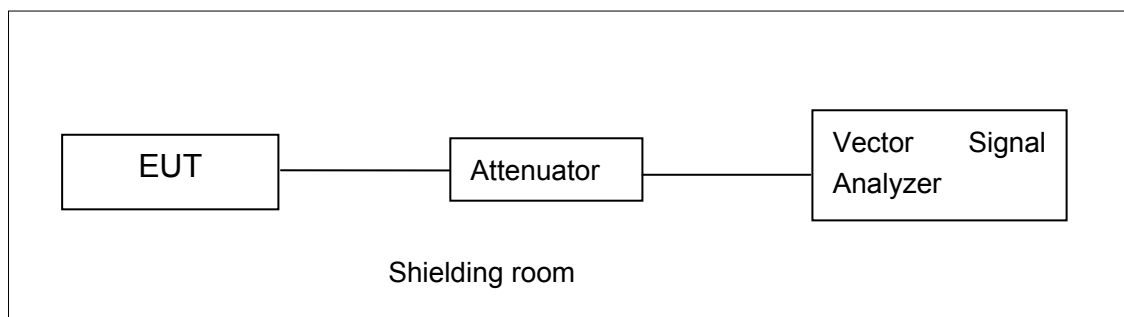 EUT
Attenuator
Vector Signal
Analyzer
Shielding room